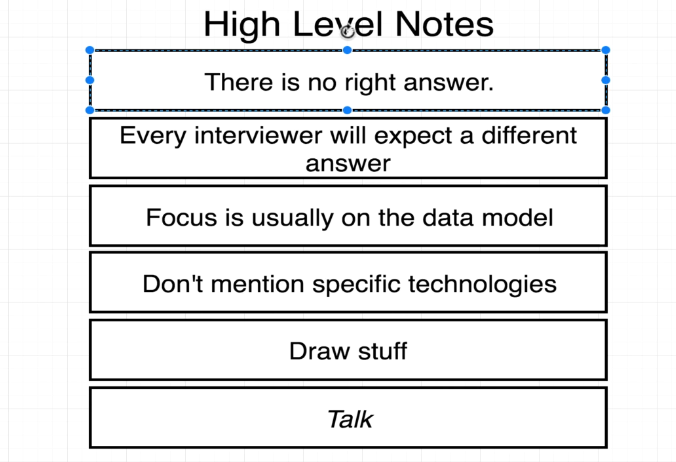 High Level Notes
There is no right answer.
Every interviewer will expect a different
answer
Focus is usually on the data model
Don't mention specific technologies
Draw stuff
Talk